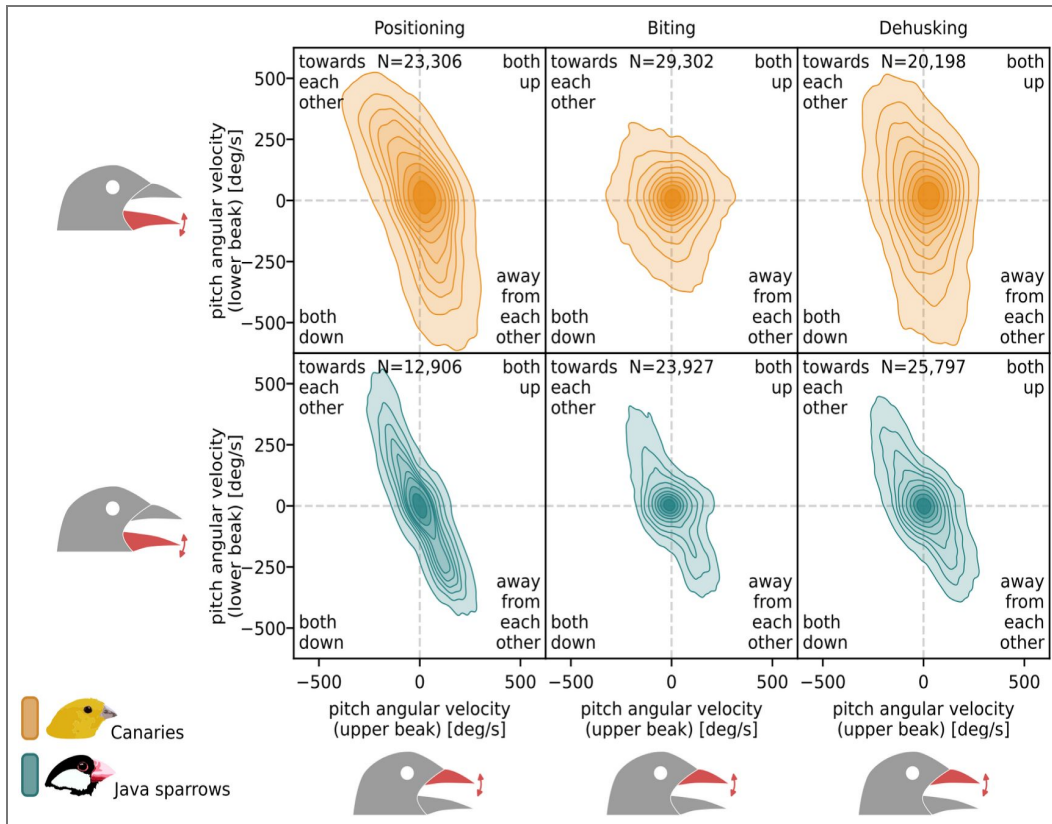 Positioning
Biting
Dehusking
towards N=23,306 both
each up
other
towards N=29,302 both
each up
other
towards N=20,198 both
each up
other
500
250
0
−250
−500
pitch angular velocity
(lower beak) [deg/s]
away
from
both each
down other
away
from
both each
down other
away
from
both each
down other
towards N=12,906 both
each up
other
towards N=23,927 both
each up
other
towards N=25,797 both
each up
other
500
250
0
−250
−500
pitch angular velocity
(lower beak) [deg/s]
away
from
both each
down other
away
from
both each
down other
away
from
both each
down other
−500 0 500
−500 0 500
−500 0 500
pitch angular velocity
(upper beak) [deg/s]
pitch angular velocity
(upper beak) [deg/s]
pitch angular velocity
(upper beak) [deg/s]
Canaries
Java sparrows